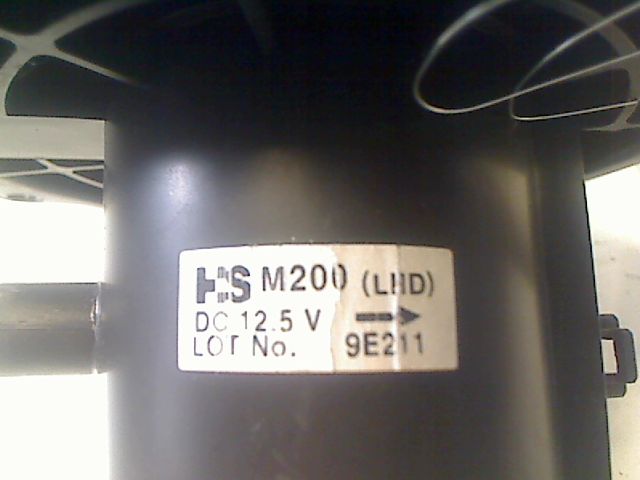 HS M200 (LHD)
DC 12.5 V
LOT No. 9E211